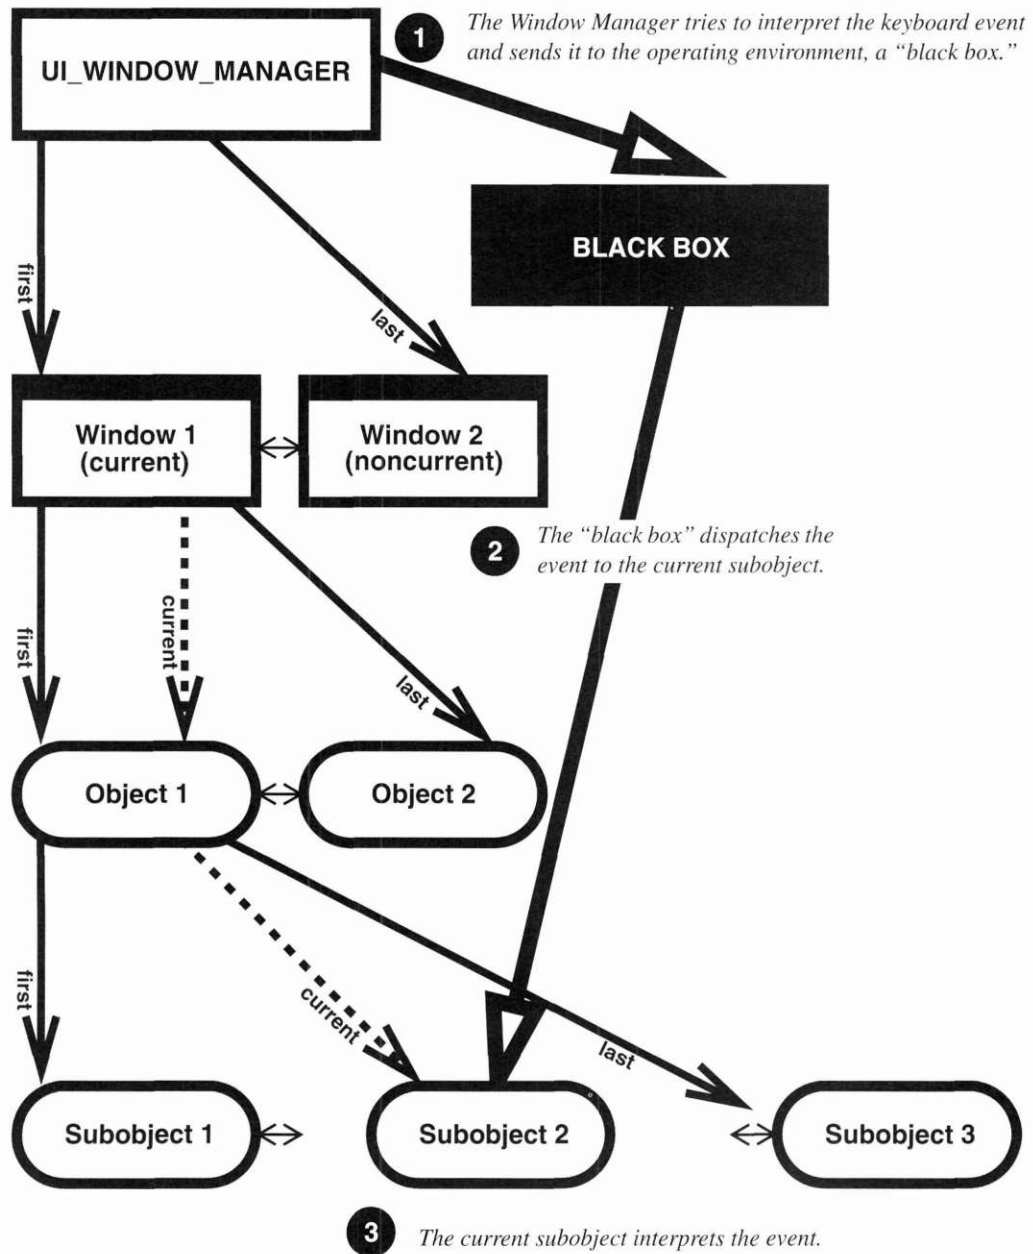 1
The Window Manager tries to interpret the keyboard event
and sends it to the operating environment, a “black box.”
UI_WINDOW_MANAGER
BLACK BOX
first
last
Window 1
(current)
Window 2
(noncurrent)
2
The “black box” dispatches the
event to the current subobject.
first
current
last
Object 1
Object 2
first
current
last
Subobject 1
Subobject 2
Subobject 3
3
The current subobject interprets the event.